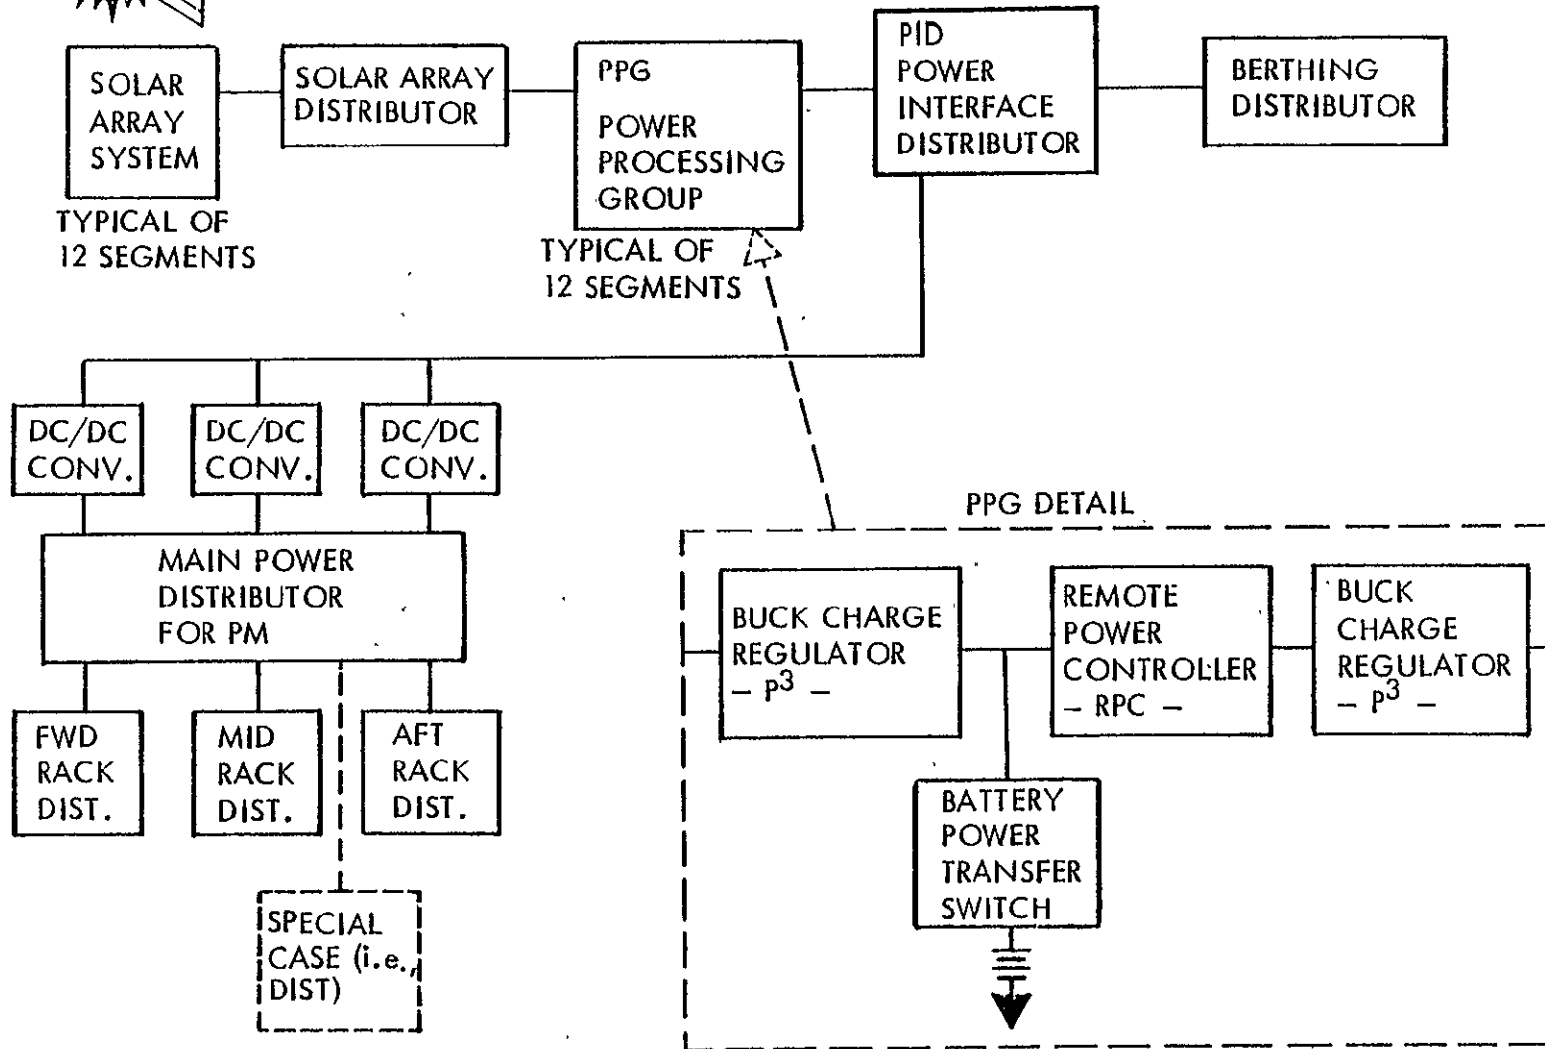 SOLAR
ARRAY
SYSTEM
TYPICAL OF
12 SEGMENTS
SOLAR ARRAY
DISTRIBUTOR
PPG
POWER
PROCESSING
GROUP
TYPICAL OF
12 SEGMENTS
PID
POWER
INTERFACE
DISTRIBUTOR
BERTHING
DISTRIBUTOR
DC/DC
CONV.
DC/DC
CONV.
DC/DC
CONV.
MAIN POWER
DISTRIBUTOR
FOR PM
FWD
RACK
DIST.
MID
RACK
DIST.
AFT
RACK
DIST.
SPECIAL
CASE (i.e.,
DIST)
PPG DETAIL
BUCK CHARGE
REGULATOR
– P³ –
REMOTE
POWER
CONTROLLER
– RPC –
BUCK
CHARGE
REGULATOR
– P³ –
BATTERY
POWER
TRANSFER
SWITCH